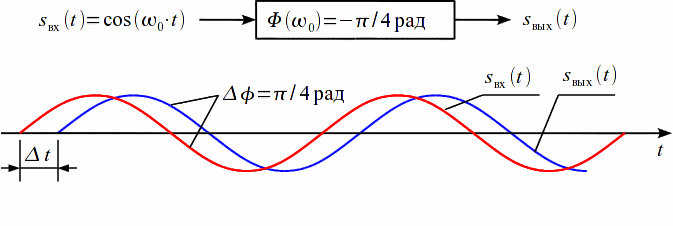 s_вх(t)=cos(ω₀·t) Φ(ω₀)=−π/4 рад s_вых(t)
Δϕ=π/4 рад s_вх(t) s_вых(t)
Δt t